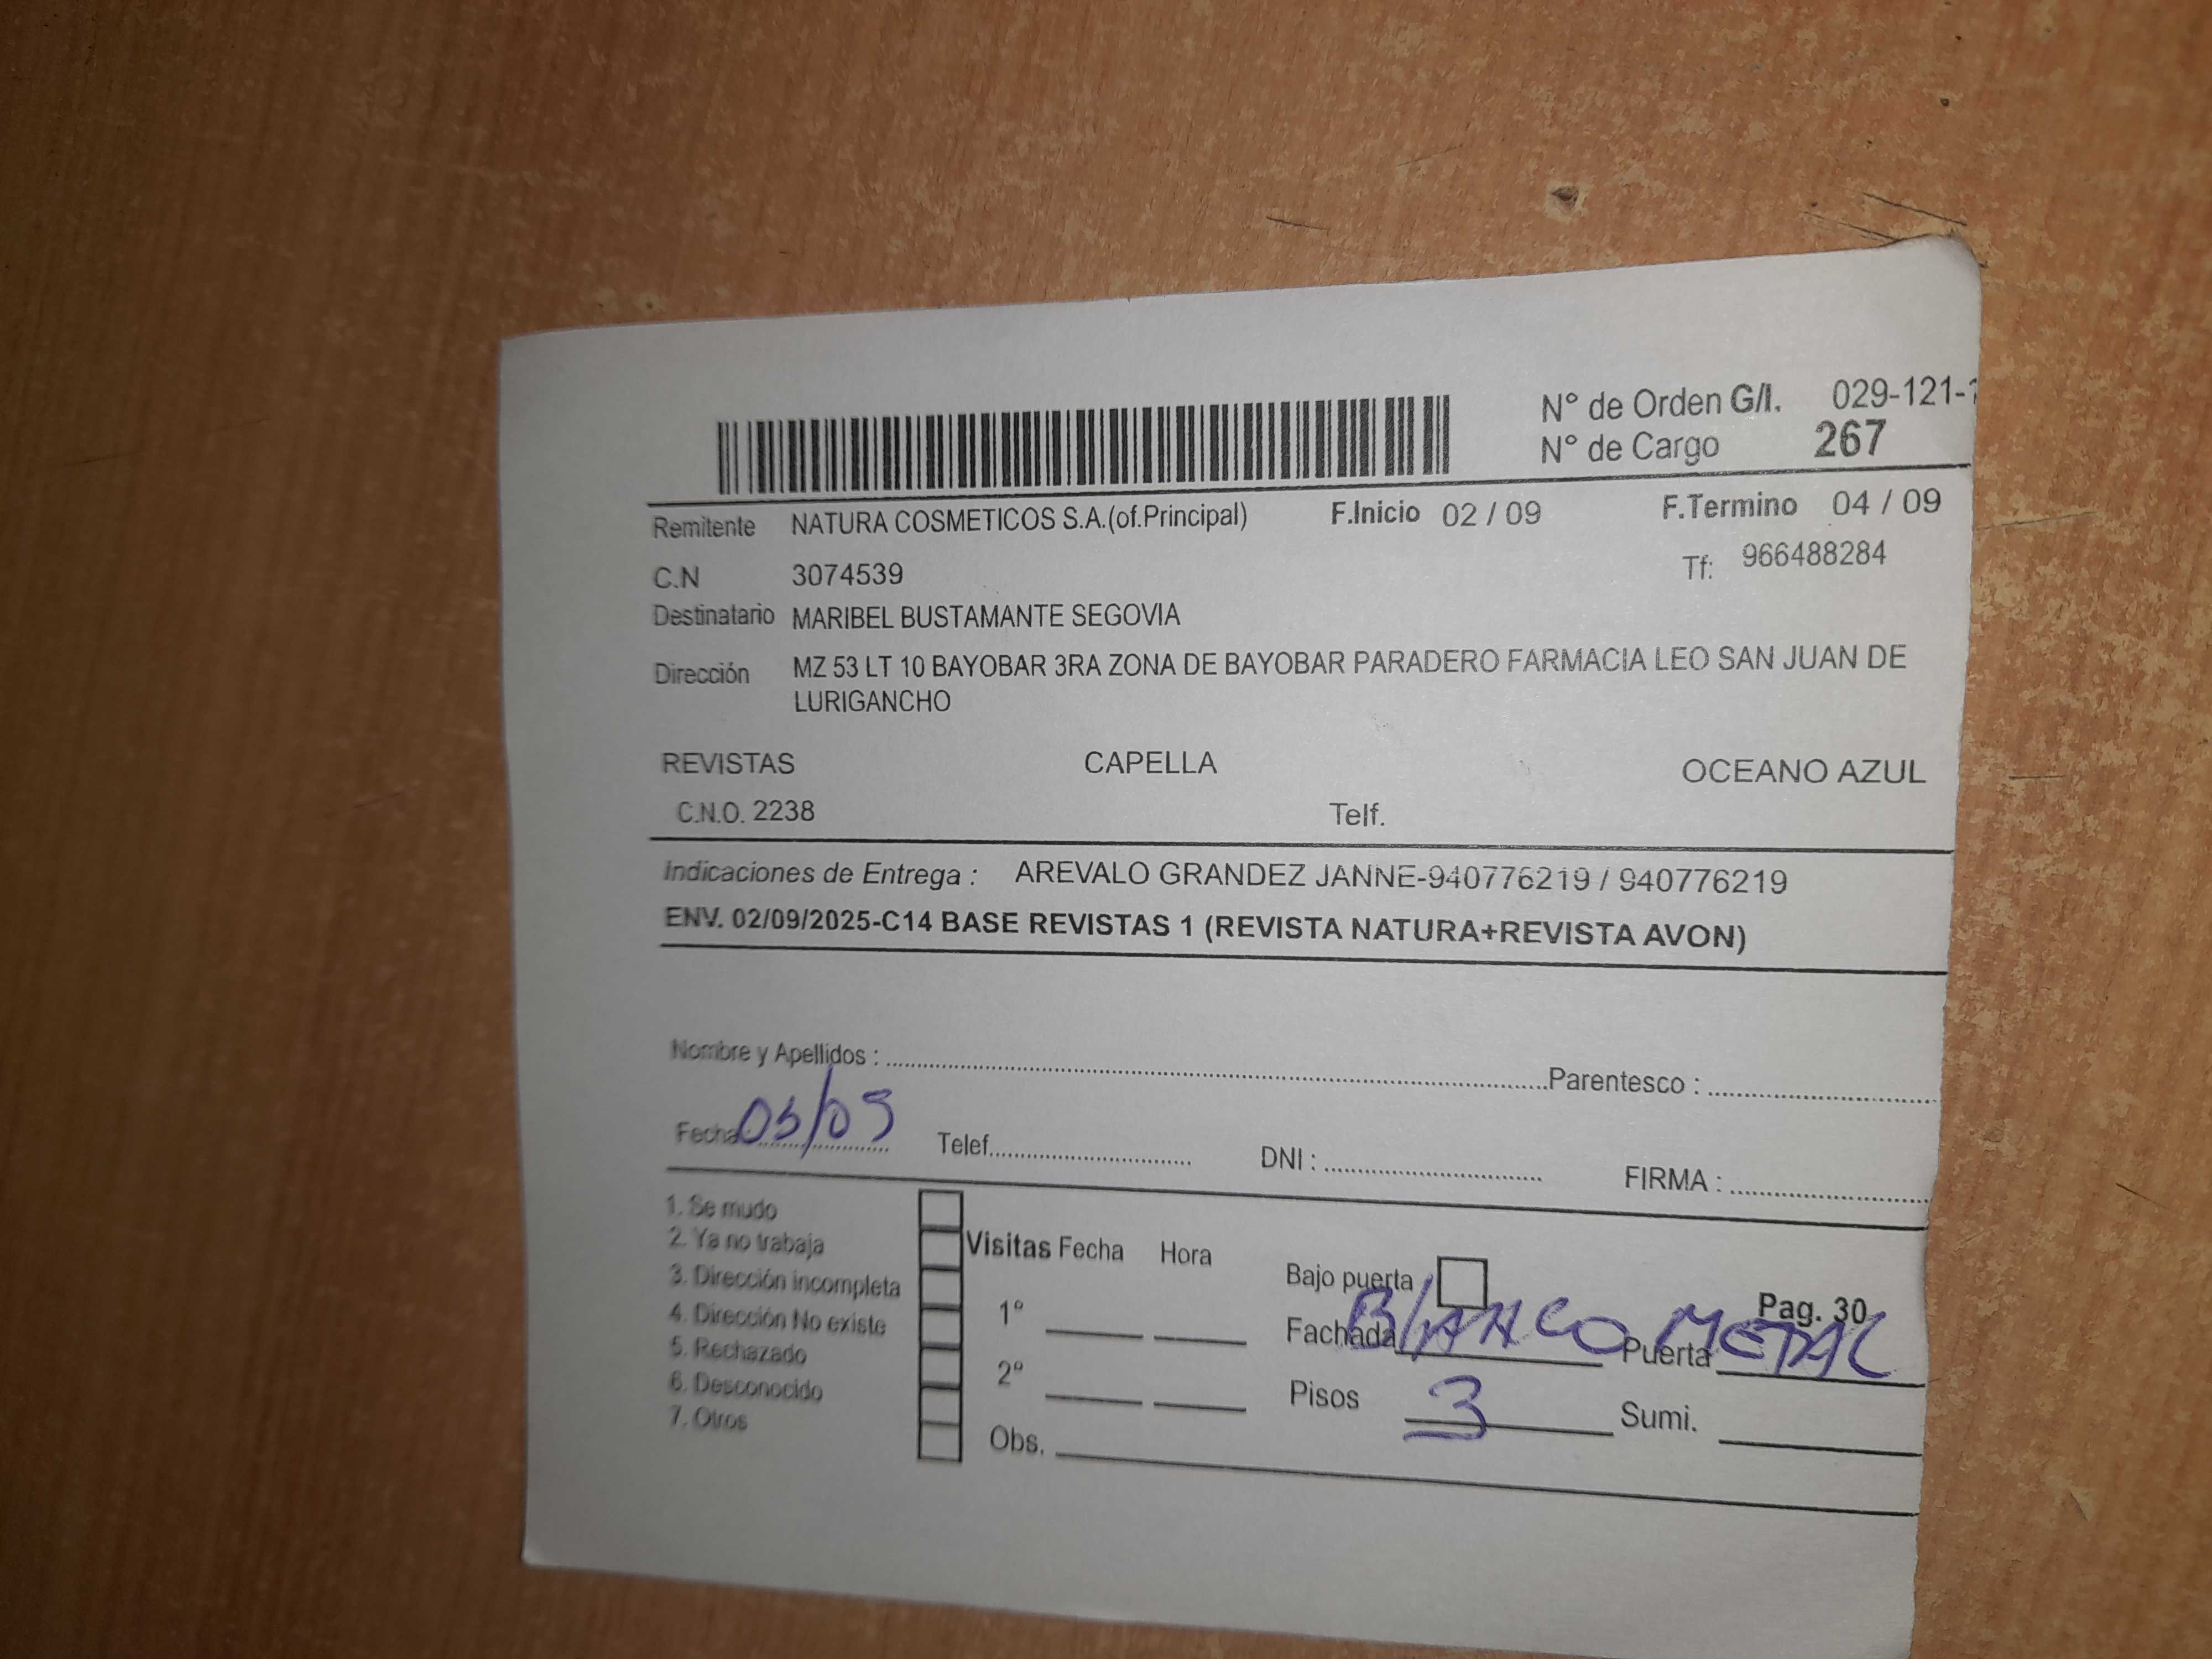 N° de Orden G/I. 029-121-
N° de Cargo 267
Remitente NATURA COSMETICOS S.A.(of.Principal) F.Inicio 02 / 09 F.Termino 04 / 09
C.N 3074539 Tf: 966488284
Destinatario MARIBEL BUSTAMANTE SEGOVIA
Dirección MZ 53 LT 10 BAYOBAR 3RA ZONA DE BAYOBAR PARADERO FARMACIA LEO SAN JUAN DE
LURIGANCHO
REVISTAS CAPELLA OCEANO AZUL
C.N.O. 2238 Telf.
Indicaciones de Entrega : AREVALO GRANDEZ JANNE-940776219 / 940776219
ENV. 02/09/2025-C14 BASE REVISTAS 1 (REVISTA NATURA+REVISTA AVON)
Nombre y Apellidos : Parentesco :
Fecha Telef. DNI : FIRMA :
1. Se mudo
2. Ya no trabaja Visitas Fecha Hora
3. Dirección incompleta Bajo puerta
4. Dirección No existe 1° Fachada BLANCO Puerta METAL Pag. 30
5. Rechazado
6. Desconocido 2° Pisos 3 Sumi.
7. Otros Obs.